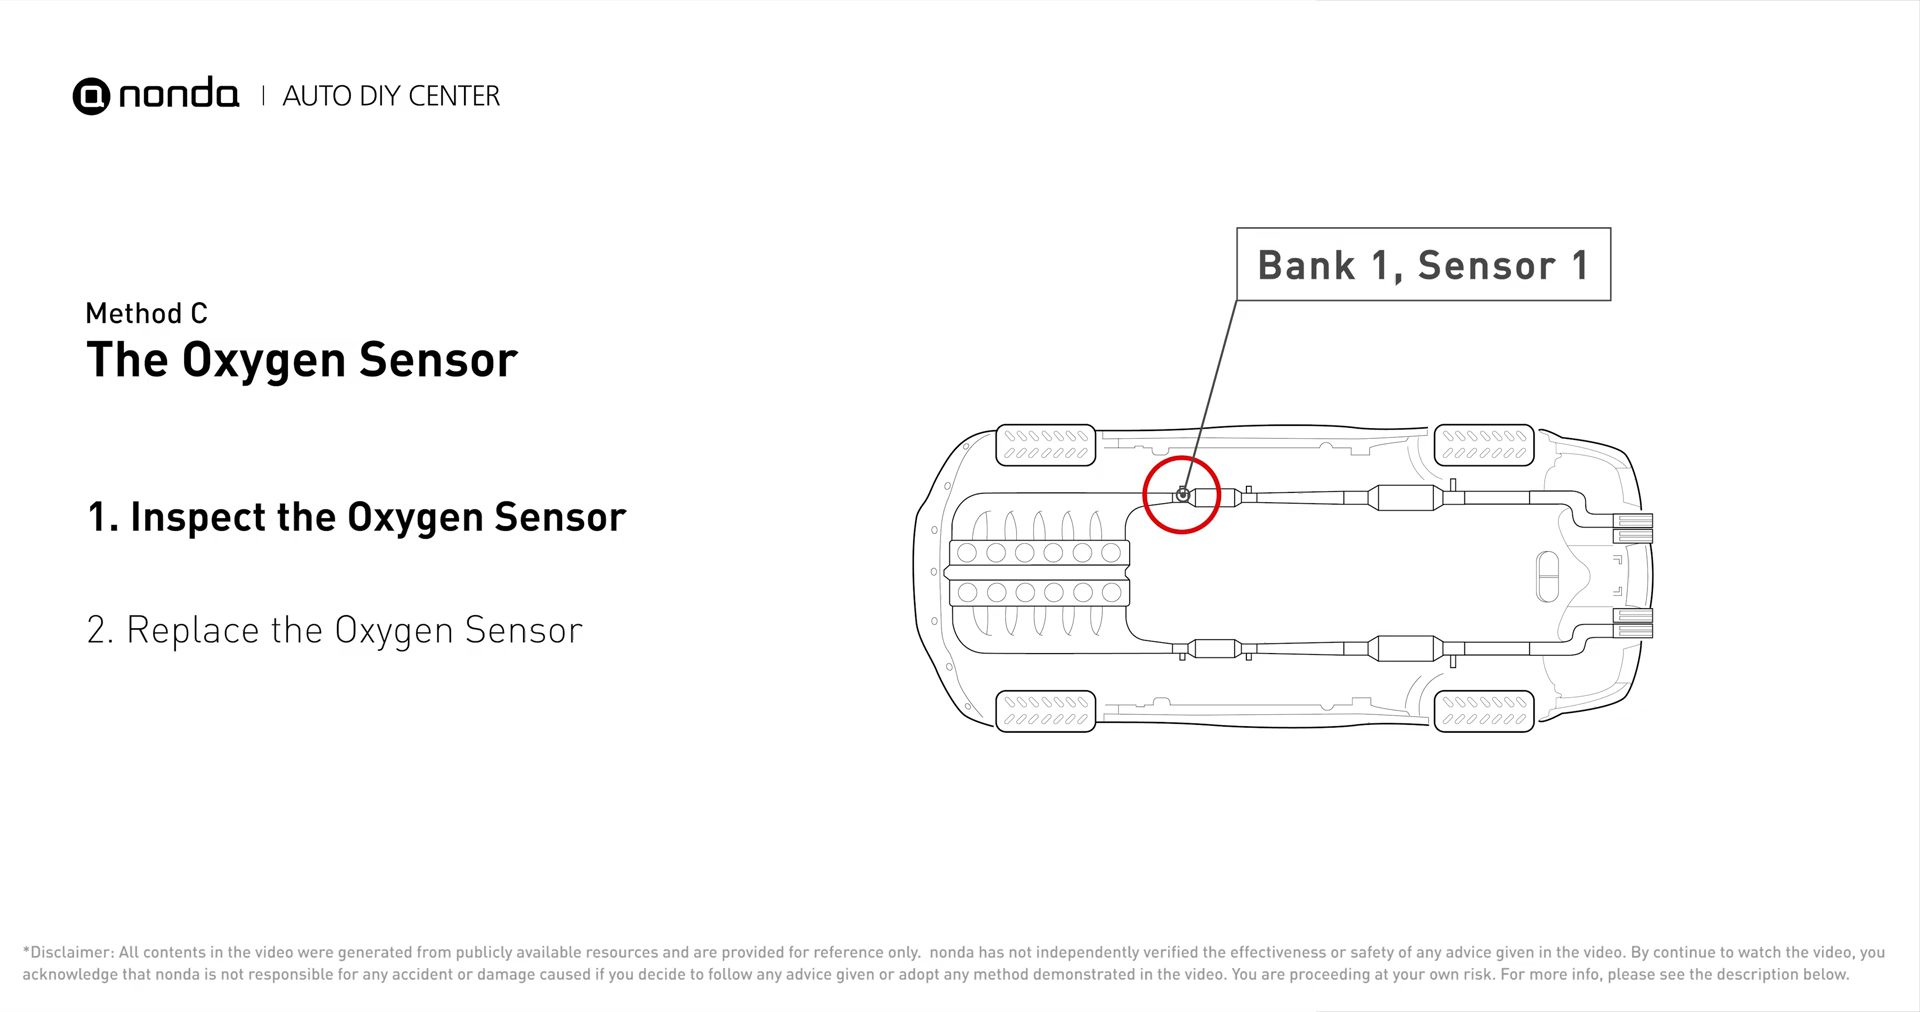 nonda | AUTO DIY CENTER
Bank 1, Sensor 1
Method C
The Oxygen Sensor
1. Inspect the Oxygen Sensor
2. Replace the Oxygen Sensor
*Disclaimer: All contents in the video were generated from publicly available resources and are provided for reference only. nonda has not independently verified the effectiveness or safety of any advice given in the video. By continue to watch the video, you
acknowledge that nonda is not responsible for any accident or damage caused if you decide to follow any advice given or adopt any method demonstrated in the video. You are proceeding at your own risk. For more info, please see the description below.